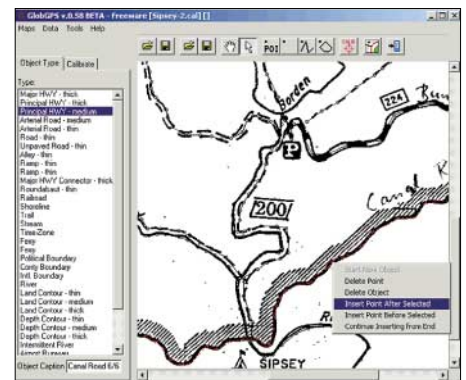 GlobGPS v.0.58 BETA - Freeware [Sipsey-2.cal] []
Maps Data Tools Help
POI
Object Type
Calibrate
Type:
Major HWY - thick
Principal HWY - thick
Principal HWY - medium
Arterial Road - medium
Arterial Road - thin
Road - thin
Unpaved Road - thin
Alley - thin
Ramp - thin
Ramp - thin
Major HWY Connector - thick
Roundabout - thin
Railroad
Shoreline
Trail
Stream
Time-Zone
Ferry
Ferry
Political Boundary
Conty Boundary
Intl. Boundary
River
Land Contour - thin
Land Contour - medium
Land Contour - thick
Depth Contour - thin
Depth Contour - medium
Depth Contour - thick
Intermittent River
Airport Runway
Object Caption
Canal Road 6/6
Borden
224
200
Canal
Start New Object
Delete Point
Delete Object
Insert Point After Selected
Insert Point Before Selected
Continue Inserting from End
SIPSEY